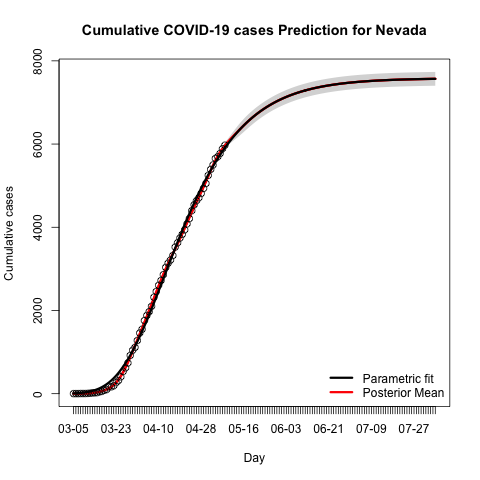 Cumulative COVID-19 cases Prediction for Nevada
Cumulative cases
8000
6000
4000
2000
0
Parametric fit
Posterior Mean
03-05 03-23 04-10 04-28 05-16 06-03 06-21 07-09 07-27
Day